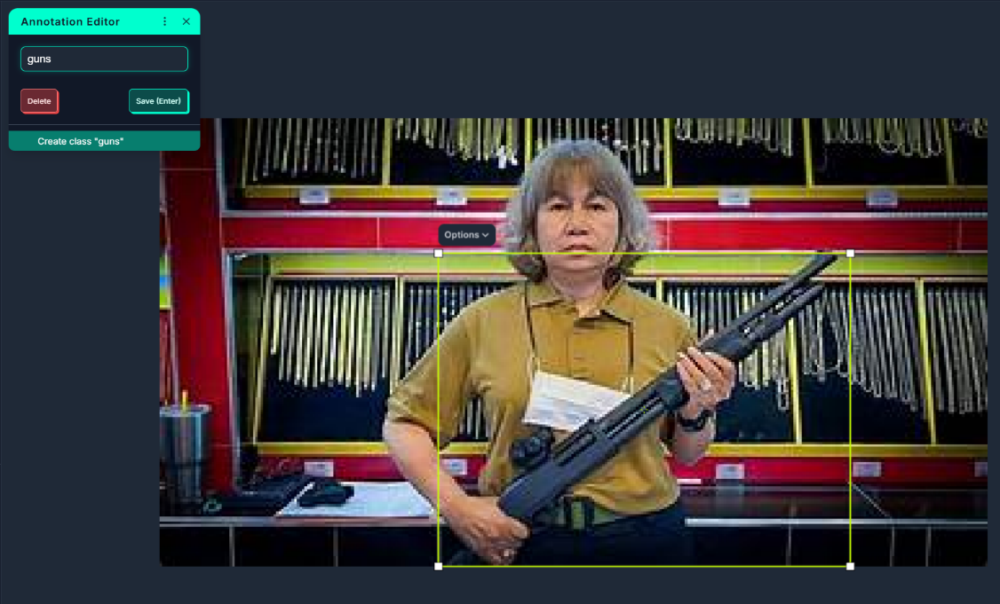 Annotation Editor
guns
Delete
Save (Enter)
Create class "guns"
Options